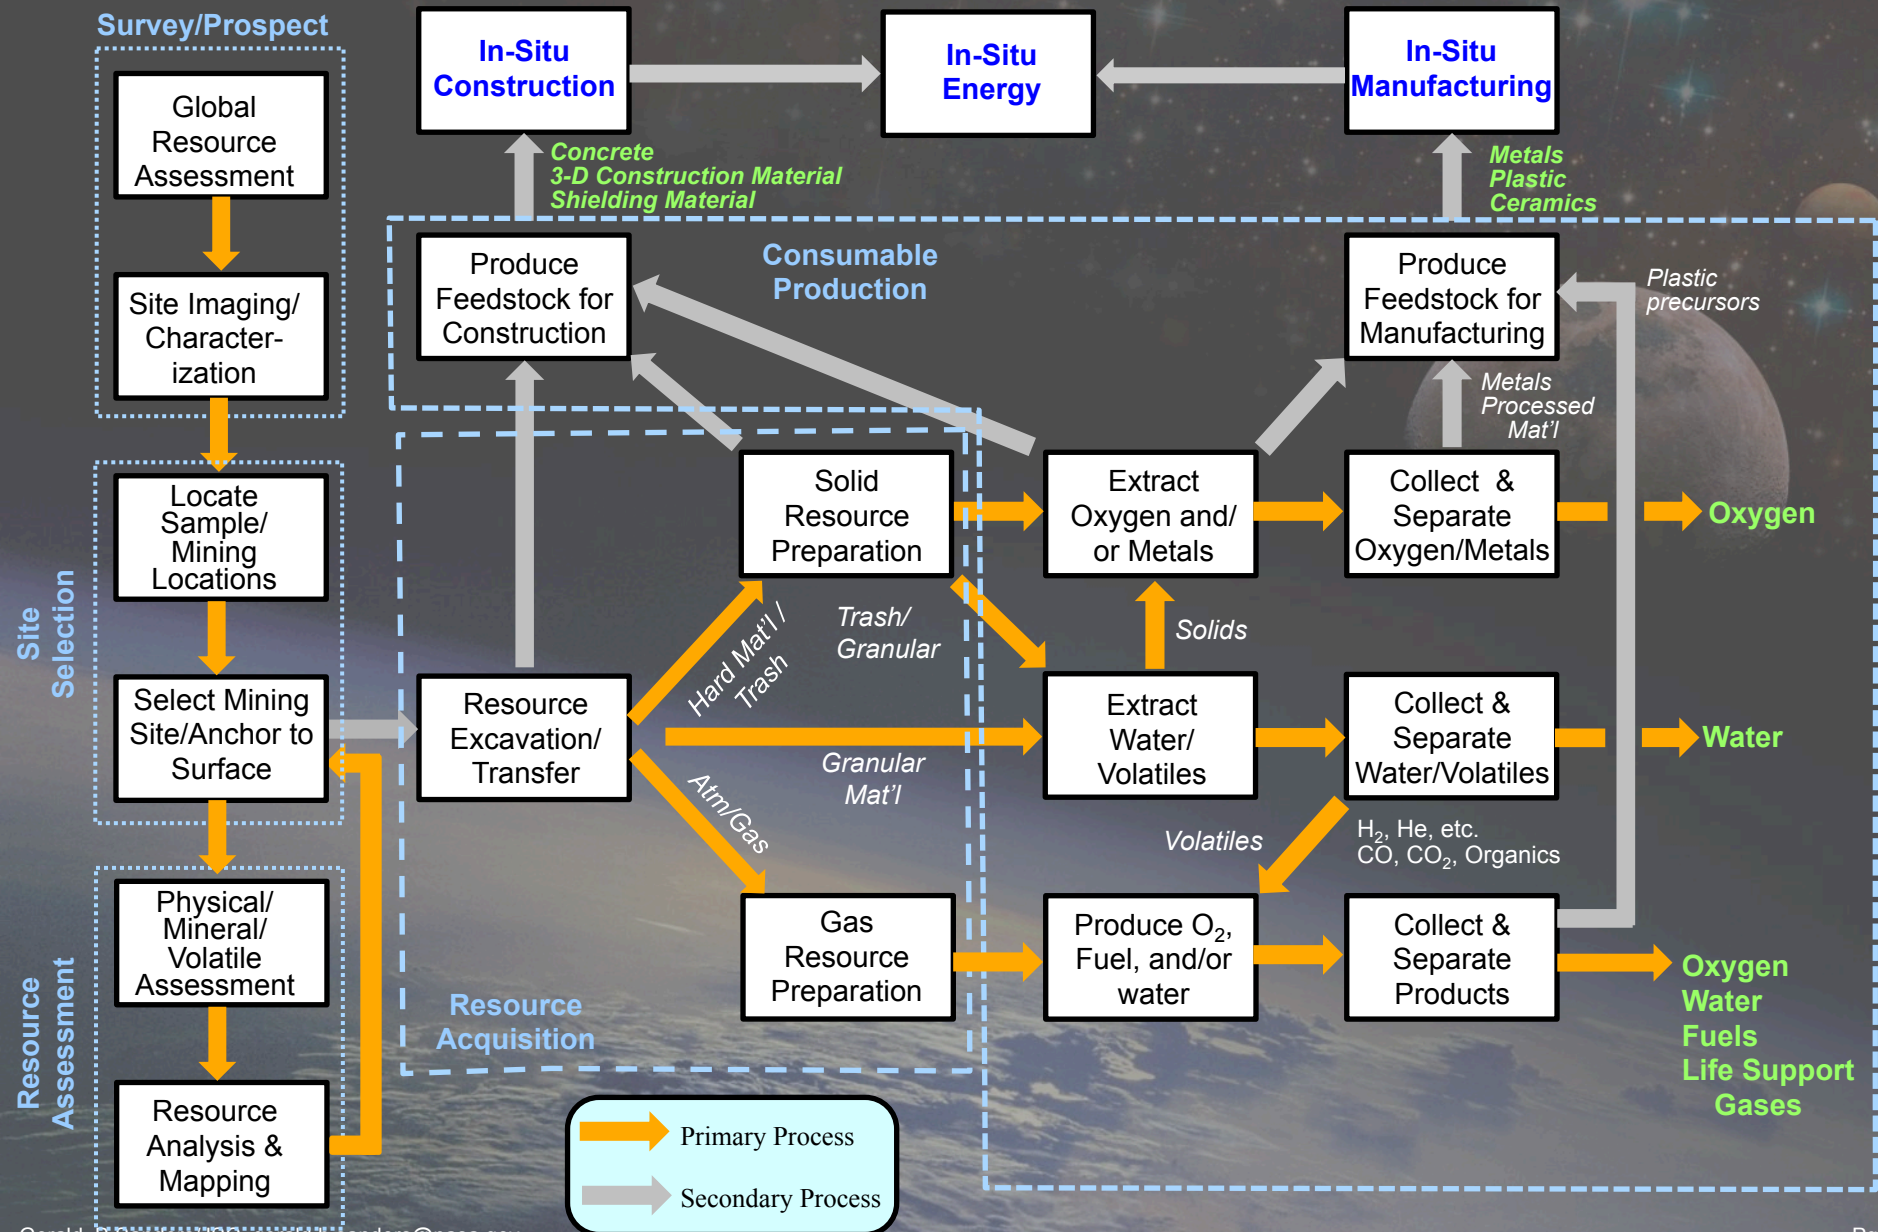 Survey/Prospect
Global
Resource
Assessment
Site Imaging/
Character-
ization
Site
Selection
Locate
Sample/
Mining
Locations
Select Mining
Site/Anchor to
Surface
Resource
Assessment
Physical/
Mineral/
Volatile
Assessment
Resource
Analysis &
Mapping
In-Situ
Construction
In-Situ
Energy
In-Situ
Manufacturing
Concrete
3-D Construction Material
Shielding Material
Metals
Plastic
Ceramics
Consumable
Production
Produce
Feedstock for
Construction
Produce
Feedstock for
Manufacturing
Plastic
precursors
Metals
Processed
Mat'l
Solid
Resource
Preparation
Extract
Oxygen and/
or Metals
Collect &
Separate
Oxygen/Metals
Oxygen
Hard Mat'l /
Trash
Trash/
Granular
Solids
Resource
Excavation/
Transfer
Granular
Mat'l
Extract
Water/
Volatiles
Collect &
Separate
Water/Volatiles
Water
Atm/Gas
Volatiles
H2, He, etc.
CO, CO2, Organics
Gas
Resource
Preparation
Produce O2,
Fuel, and/or
water
Collect &
Separate
Products
Oxygen
Water
Fuels
Life Support
Gases
Resource
Acquisition
Primary Process
Secondary Process